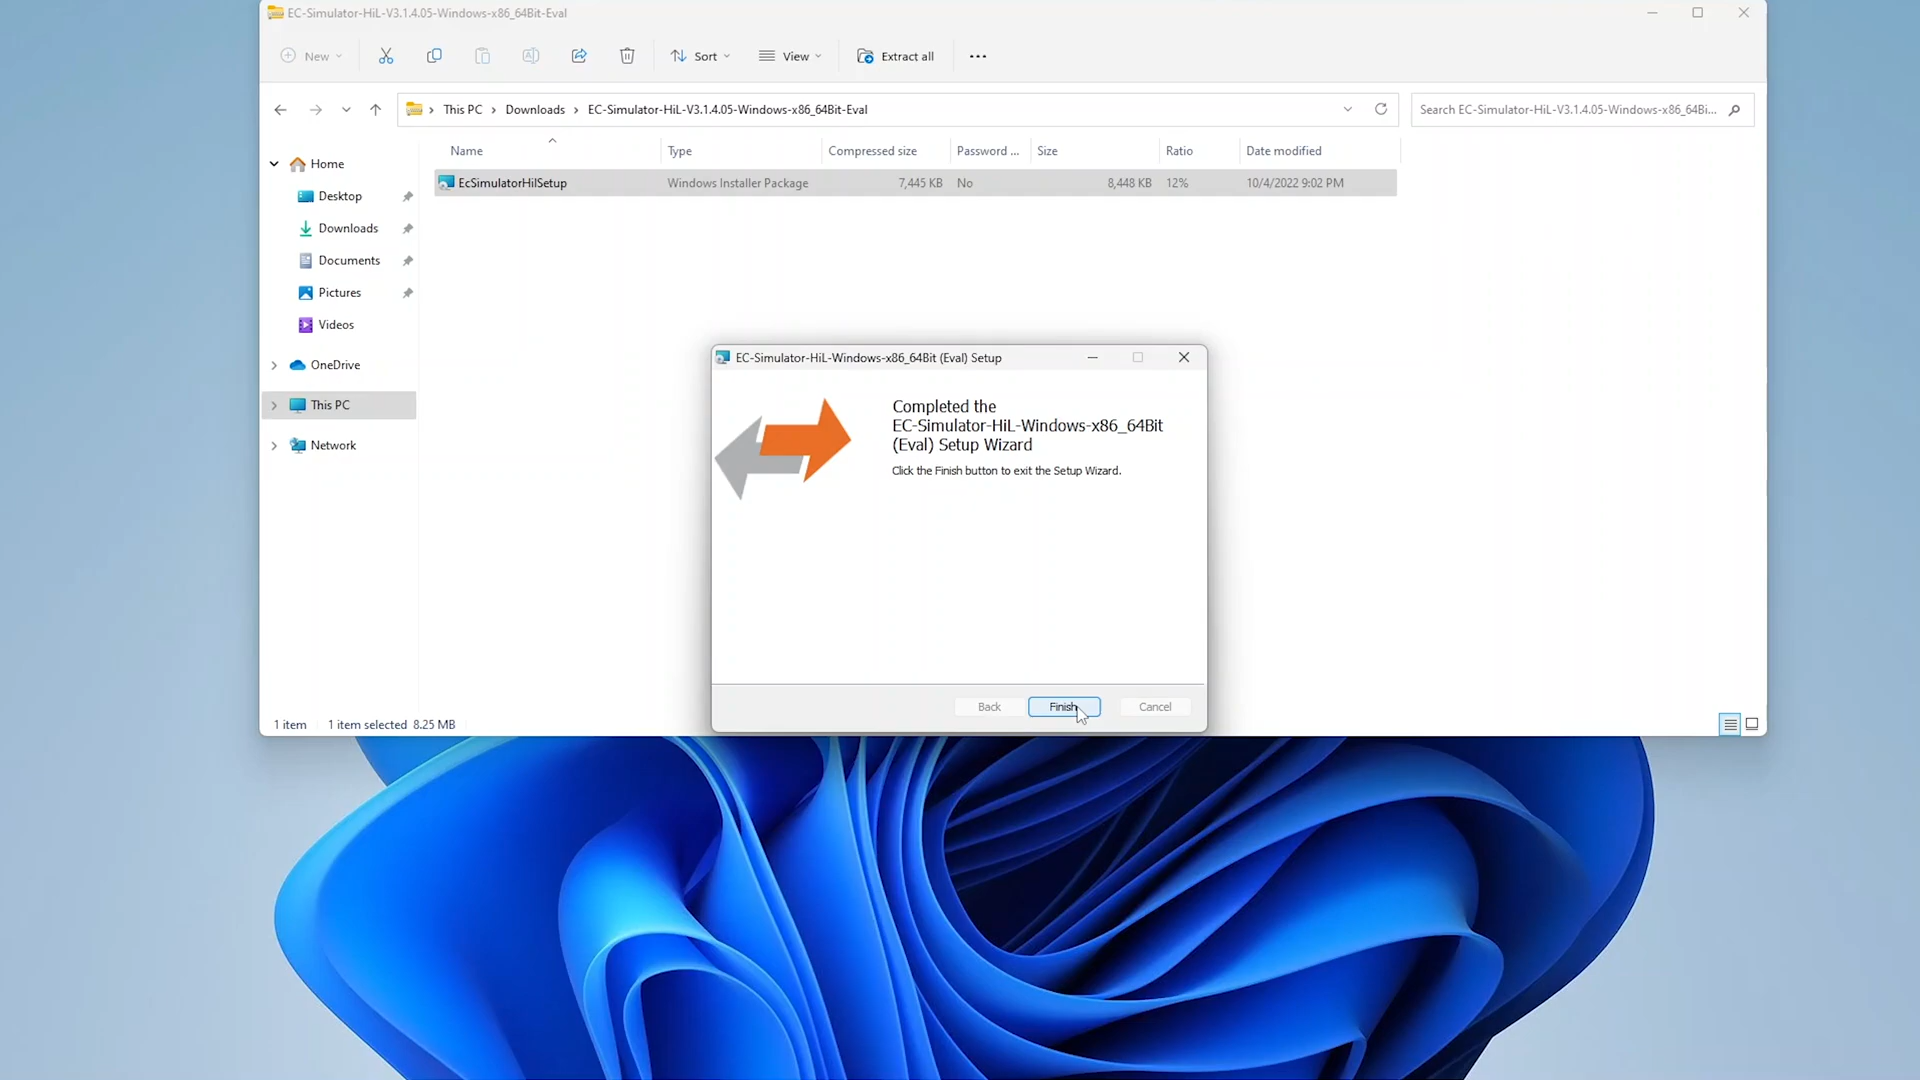 EC-Simulator-HiL-V3.1.4.05-Windows-x86_64Bit-Eval
New
Sort
View
Extract all
This PC
Downloads
EC-Simulator-HiL-V3.1.4.05-Windows-x86_64Bit-Eval
Search EC-Simulator-HiL-V3.1.4.05-Windows-x86_64Bi...
Name
Type
Compressed size
Password ...
Size
Ratio
Date modified
EcSimulatorHilSetup
Windows Installer Package
7,445 KB
No
8,448 KB
12%
10/4/2022 9:02 PM
Home
Desktop
Downloads
Documents
Pictures
Videos
OneDrive
This PC
Network
EC-Simulator-HiL-Windows-x86_64Bit (Eval) Setup
Completed the
EC-Simulator-HiL-Windows-x86_64Bit
(Eval) Setup Wizard
Click the Finish button to exit the Setup Wizard.
Back
Finish
Cancel
1 item
1 item selected 8.25 MB